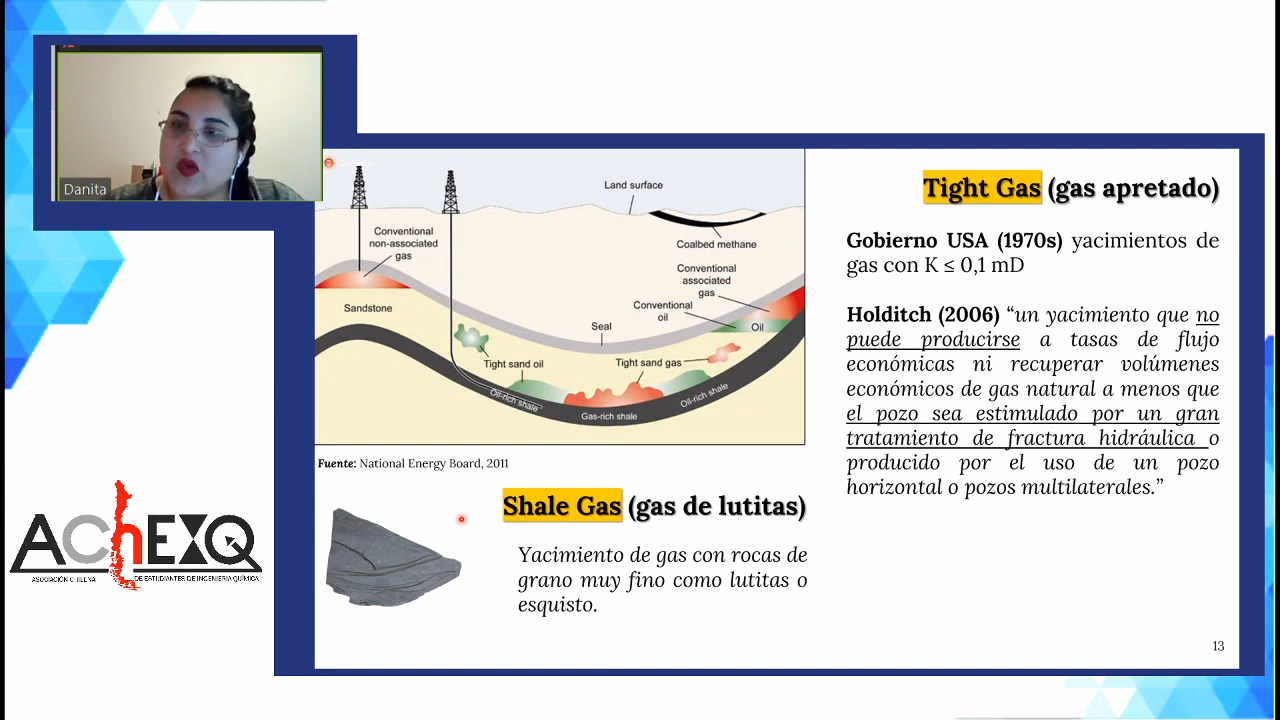 Danita
Land surface
Conventional
non-associated
gas
Coalbed methane
Conventional
associated
gas
Conventional
oil
Sandstone
Seal
Oil
Tight sand oil
Tight sand gas
Oil-rich shale
Gas-rich shale
Oil-rich shale
Fuente: National Energy Board, 2011
Shale Gas (gas de lutitas)
Yacimiento de gas con rocas de
grano muy fino como lutitas o
esquisto.
Tight Gas (gas apretado)
Gobierno USA (1970s) yacimientos de
gas con K ≤ 0,1 mD
Holditch (2006) “un yacimiento que no
puede producirse a tasas de flujo
económicas ni recuperar volúmenes
económicos de gas natural a menos que
el pozo sea estimulado por un gran
tratamiento de fractura hidráulica o
producido por el uso de un pozo
horizontal o pozos multilaterales.”
13
AChEXQ
ASOCIACIÓN CHILENA
DE ESTUDIANTES DE INGENIERIA QUÍMICA